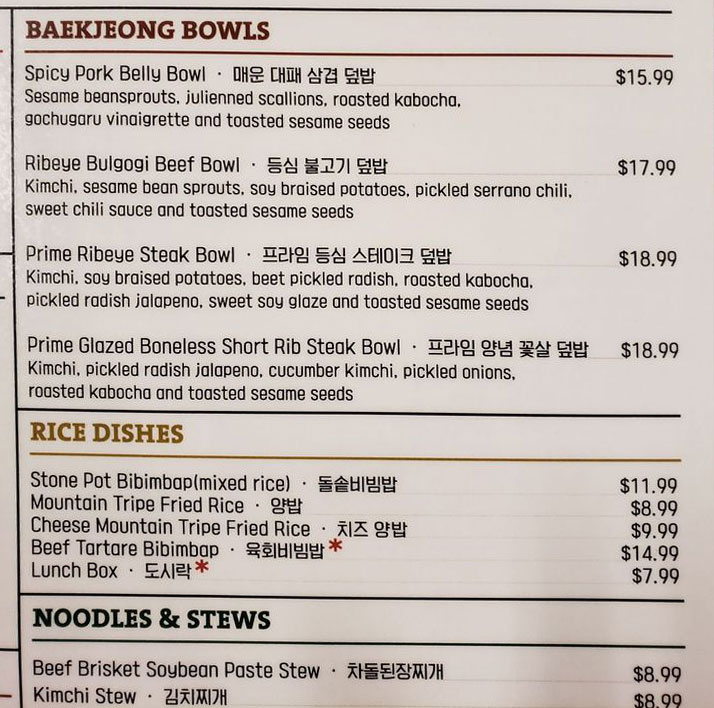 BAEKJEONG BOWLS
Spicy Pork Belly Bowl · 매운 대패 삼겹 덮밥 $15.99
Sesame beansprouts, julienned scallions, roasted kabocha,
gochugaru vinaigrette and toasted sesame seeds
Ribeye Bulgogi Beef Bowl · 등심 불고기 덮밥 $17.99
Kimchi, sesame bean sprouts, soy braised potatoes, pickled serrano chili,
sweet chili sauce and toasted sesame seeds
Prime Ribeye Steak Bowl · 프라임 등심 스테이크 덮밥 $18.99
Kimchi, soy braised potatoes, beet pickled radish, roasted kabocha,
pickled radish jalapeno, sweet soy glaze and toasted sesame seeds
Prime Glazed Boneless Short Rib Steak Bowl · 프라임 양념 꽃살 덮밥 $18.99
Kimchi, pickled radish jalapeno, cucumber kimchi, pickled onions,
roasted kabocha and toasted sesame seeds
RICE DISHES
Stone Pot Bibimbap(mixed rice) · 돌솥비빔밥 $11.99
Mountain Tripe Fried Rice · 양밥 $8.99
Cheese Mountain Tripe Fried Rice · 치즈 양밥 $9.99
Beef Tartare Bibimbap · 육회비빔밥* $14.99
Lunch Box · 도시락* $7.99
NOODLES & STEWS
Beef Brisket Soybean Paste Stew · 차돌된장찌개 $8.99
Kimchi Stew · 김치찌개 $8.99